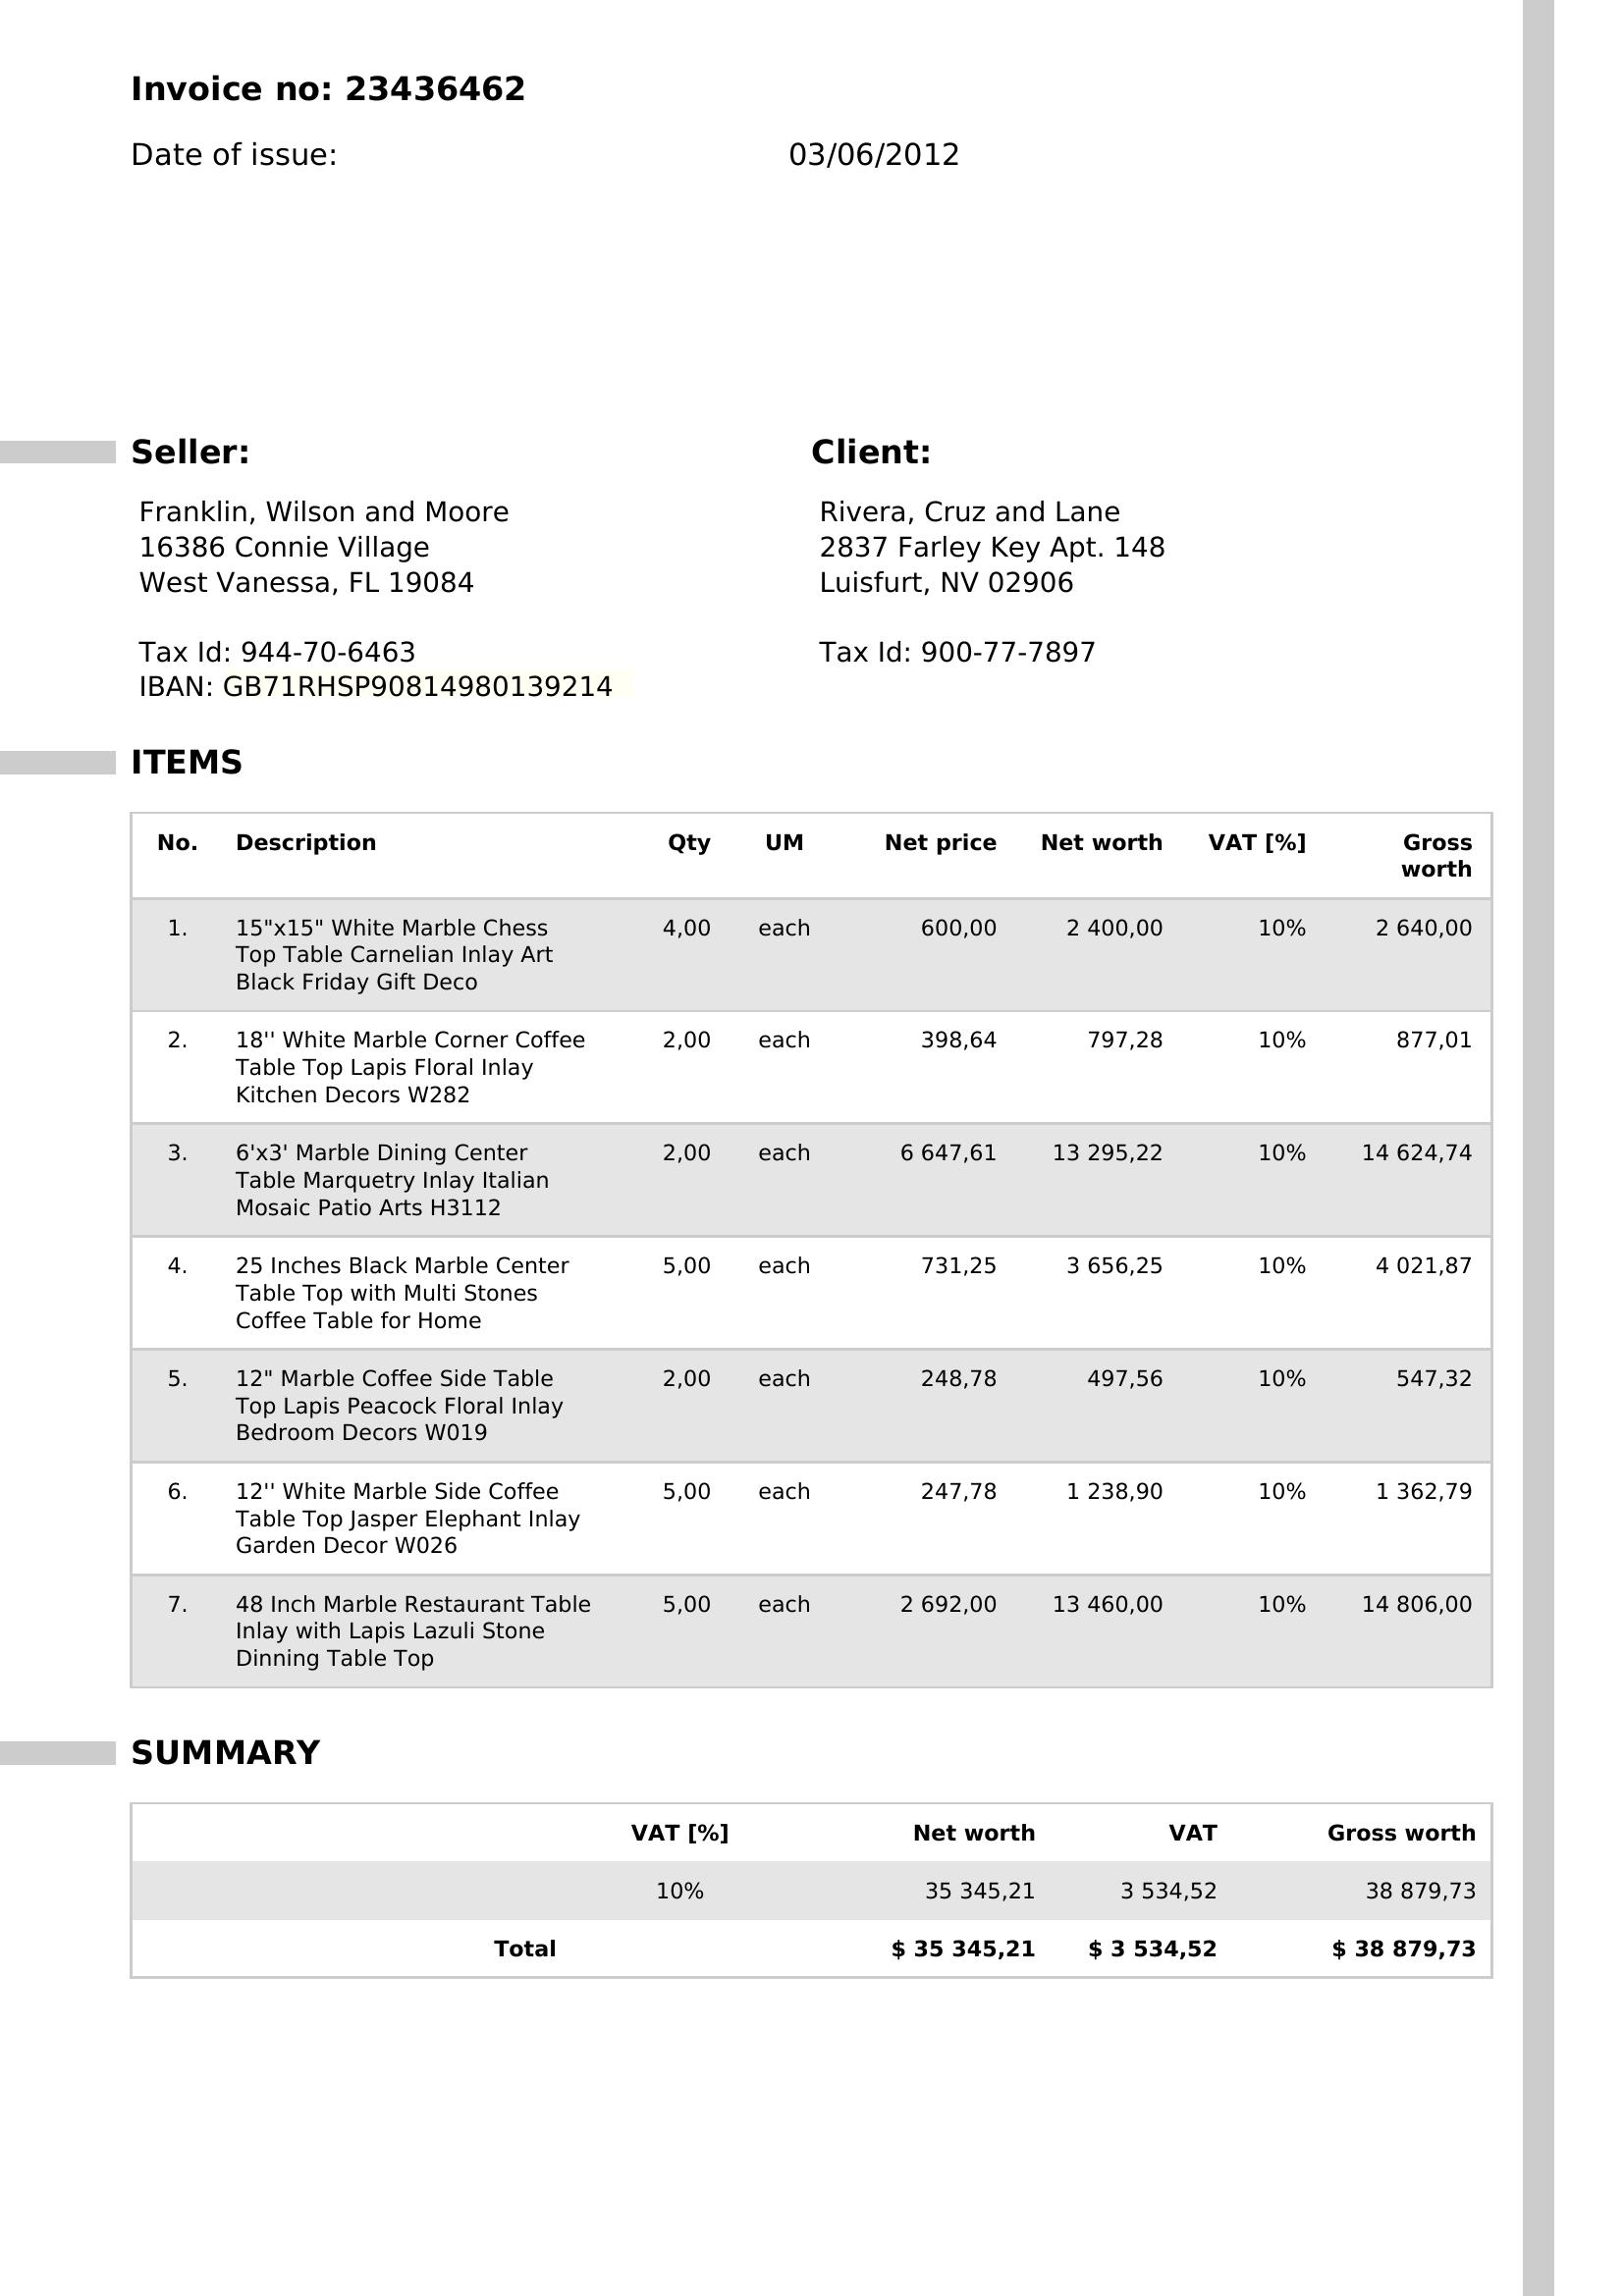 Invoice no: 23436462
Date of issue: 03/06/2012
Seller:
Franklin, Wilson and Moore
16386 Connie Village
West Vanessa, FL 19084
Tax Id: 944-70-6463
IBAN: GB71RHSP90814980139214
Client:
Rivera, Cruz and Lane
2837 Farley Key Apt. 148
Luisfurt, NV 02906
Tax Id: 900-77-7897
ITEMS
No. Description Qty UM Net price Net worth VAT [%] Gross
worth
1. 15"x15" White Marble Chess 4,00 each 600,00 2 400,00 10% 2 640,00
Top Table Carnelian Inlay Art
Black Friday Gift Deco
2. 18'' White Marble Corner Coffee 2,00 each 398,64 797,28 10% 877,01
Table Top Lapis Floral Inlay
Kitchen Decors W282
3. 6'x3' Marble Dining Center 2,00 each 6 647,61 13 295,22 10% 14 624,74
Table Marquetry Inlay Italian
Mosaic Patio Arts H3112
4. 25 Inches Black Marble Center 5,00 each 731,25 3 656,25 10% 4 021,87
Table Top with Multi Stones
Coffee Table for Home
5. 12" Marble Coffee Side Table 2,00 each 248,78 497,56 10% 547,32
Top Lapis Peacock Floral Inlay
Bedroom Decors W019
6. 12'' White Marble Side Coffee 5,00 each 247,78 1 238,90 10% 1 362,79
Table Top Jasper Elephant Inlay
Garden Decor W026
7. 48 Inch Marble Restaurant Table 5,00 each 2 692,00 13 460,00 10% 14 806,00
Inlay with Lapis Lazuli Stone
Dinning Table Top
SUMMARY
VAT [%] Net worth VAT Gross worth
10% 35 345,21 3 534,52 38 879,73
Total $ 35 345,21 $ 3 534,52 $ 38 879,73